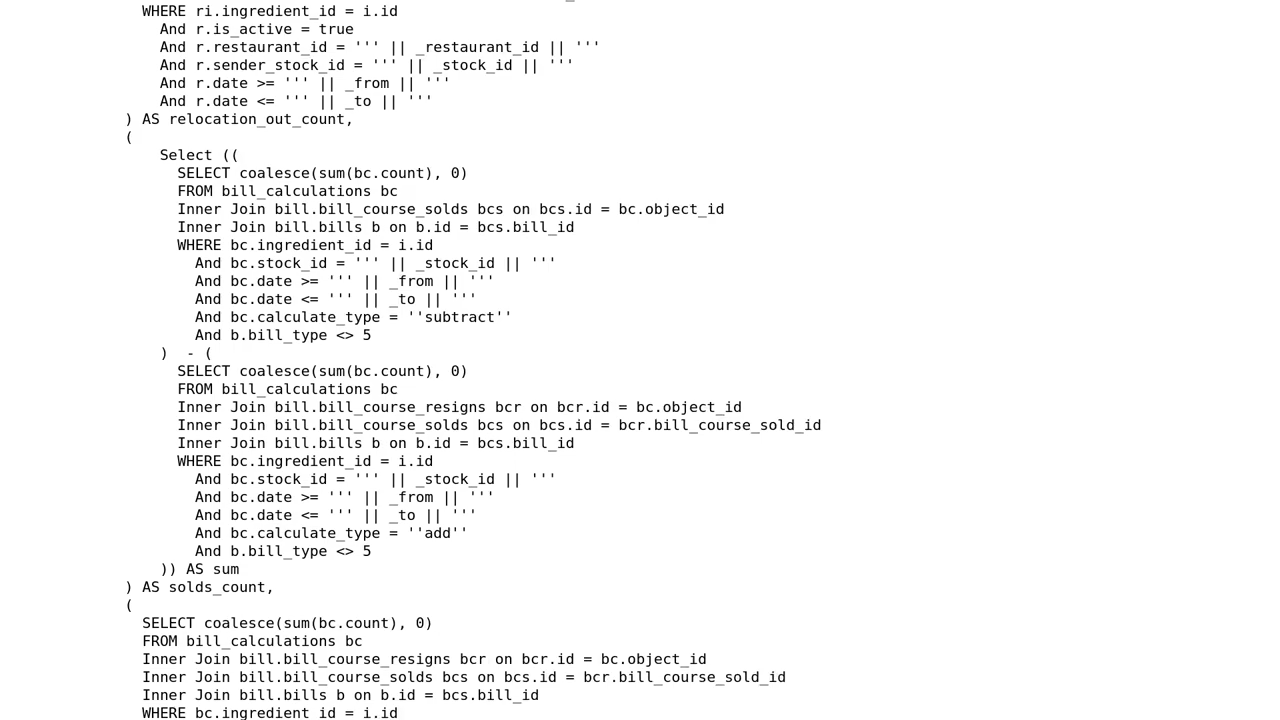 WHERE ri.ingredient_id = i.id
And r.is_active = true
And r.restaurant_id = ''' || _restaurant_id || '''
And r.sender_stock_id = ''' || _stock_id || '''
And r.date >= ''' || _from || '''
And r.date <= ''' || _to || '''
) AS relocation_out_count,
(
Select ((
SELECT coalesce(sum(bc.count), 0)
FROM bill_calculations bc
Inner Join bill.bill_course_solds bcs on bcs.id = bc.object_id
Inner Join bill.bills b on b.id = bcs.bill_id
WHERE bc.ingredient_id = i.id
And bc.stock_id = ''' || _stock_id || '''
And bc.date >= ''' || _from || '''
And bc.date <= ''' || _to || '''
And bc.calculate_type = ''subtract''
And b.bill_type <> 5
)  - (
SELECT coalesce(sum(bc.count), 0)
FROM bill_calculations bc
Inner Join bill.bill_course_resigns bcr on bcr.id = bc.object_id
Inner Join bill.bill_course_solds bcs on bcs.id = bcr.bill_course_sold_id
Inner Join bill.bills b on b.id = bcs.bill_id
WHERE bc.ingredient_id = i.id
And bc.stock_id = ''' || _stock_id || '''
And bc.date >= ''' || _from || '''
And bc.date <= ''' || _to || '''
And bc.calculate_type = ''add''
And b.bill_type <> 5
)) AS sum
) AS solds_count,
(
SELECT coalesce(sum(bc.count), 0)
FROM bill_calculations bc
Inner Join bill.bill_course_resigns bcr on bcr.id = bc.object_id
Inner Join bill.bill_course_solds bcs on bcs.id = bcr.bill_course_sold_id
Inner Join bill.bills b on b.id = bcs.bill_id
WHERE bc.ingredient_id = i.id